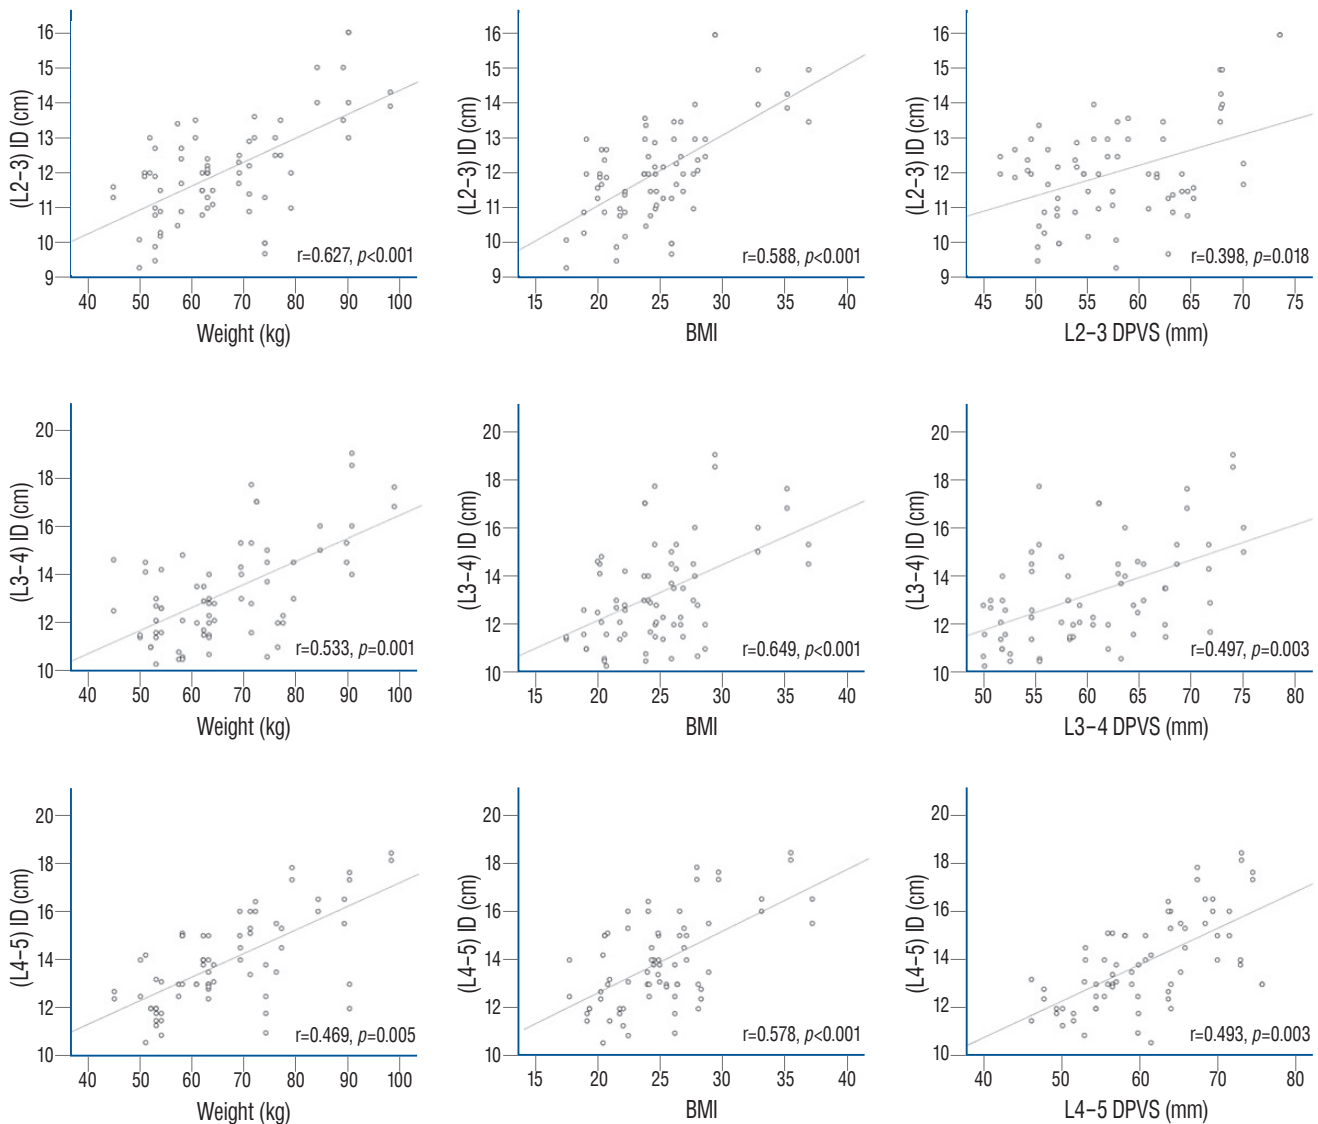 16
15
14
13
12
11
10
9
(L2–3) ID (cm)
r=0.627, p<0.001
40 50 60 70 80 90 100
Weight (kg)
16
15
14
13
12
11
10
9
(L2–3) ID (cm)
r=0.588, p<0.001
15 20 25 30 35 40
BMI
16
15
14
13
12
11
10
9
(L2–3) ID (cm)
r=0.398, p=0.018
45 50 55 60 65 70 75
L2–3 DPVS (mm)
20
18
16
14
12
10
(L3–4) ID (cm)
r=0.533, p=0.001
40 50 60 70 80 90 100
Weight (kg)
20
18
16
14
12
10
(L3–4) ID (cm)
r=0.649, p<0.001
15 20 25 30 35 40
BMI
20
18
16
14
12
10
(L3–4) ID (cm)
r=0.497, p=0.003
50 55 60 65 70 75 80
L3–4 DPVS (mm)
20
18
16
14
12
10
(L4–5) ID (cm)
r=0.469, p=0.005
40 50 60 70 80 90 100
Weight (kg)
20
18
16
14
12
10
(L4–5) ID (cm)
r=0.578, p<0.001
15 20 25 30 35 40
BMI
20
18
16
14
12
10
(L4–5) ID (cm)
r=0.493, p=0.003
40 50 60 70 80
L4–5 DPVS (mm)